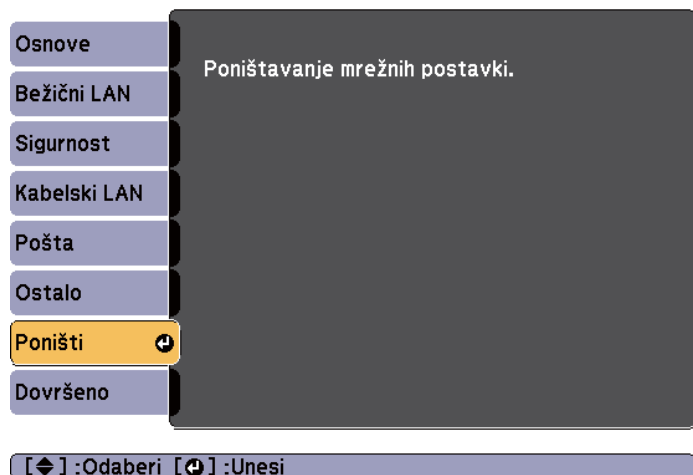 Osnove
Poništavanje mrežnih postavki.
Bežični LAN
Sigurnost
Kabelski LAN
Pošta
Ostalo
Poništi
Dovršeno
[ ] :Odaberi [ ] :Unesi